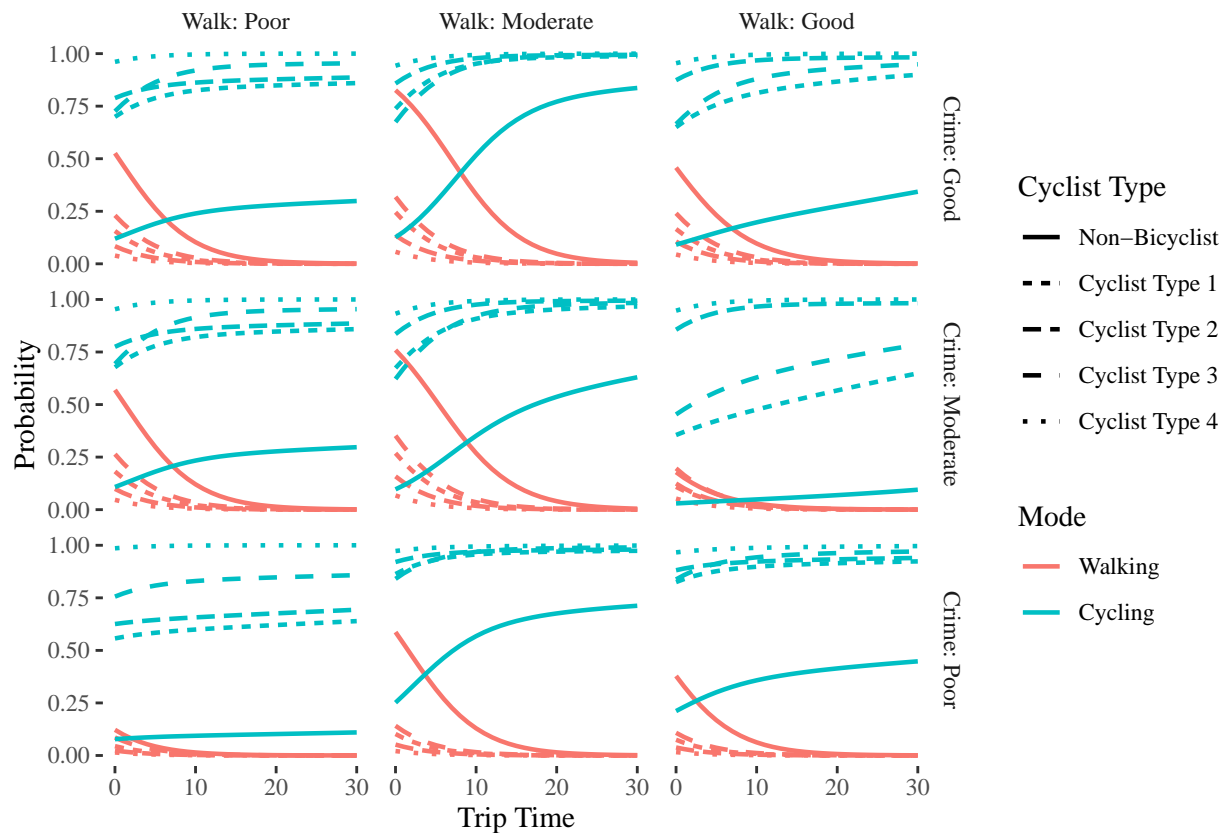 Walk: Poor Walk: Moderate Walk: Good
1.00
0.75
0.50
0.25
0.00
Crime: Good
1.00
0.75
0.50
0.25
0.00
Crime: Moderate
1.00
0.75
0.50
0.25
0.00
Crime: Poor
0 10 20 30 0 10 20 30 0 10 20 30
Trip Time
Probability
Cyclist Type
Non−Bicyclist
Cyclist Type 1
Cyclist Type 2
Cyclist Type 3
Cyclist Type 4
Mode
Walking
Cycling